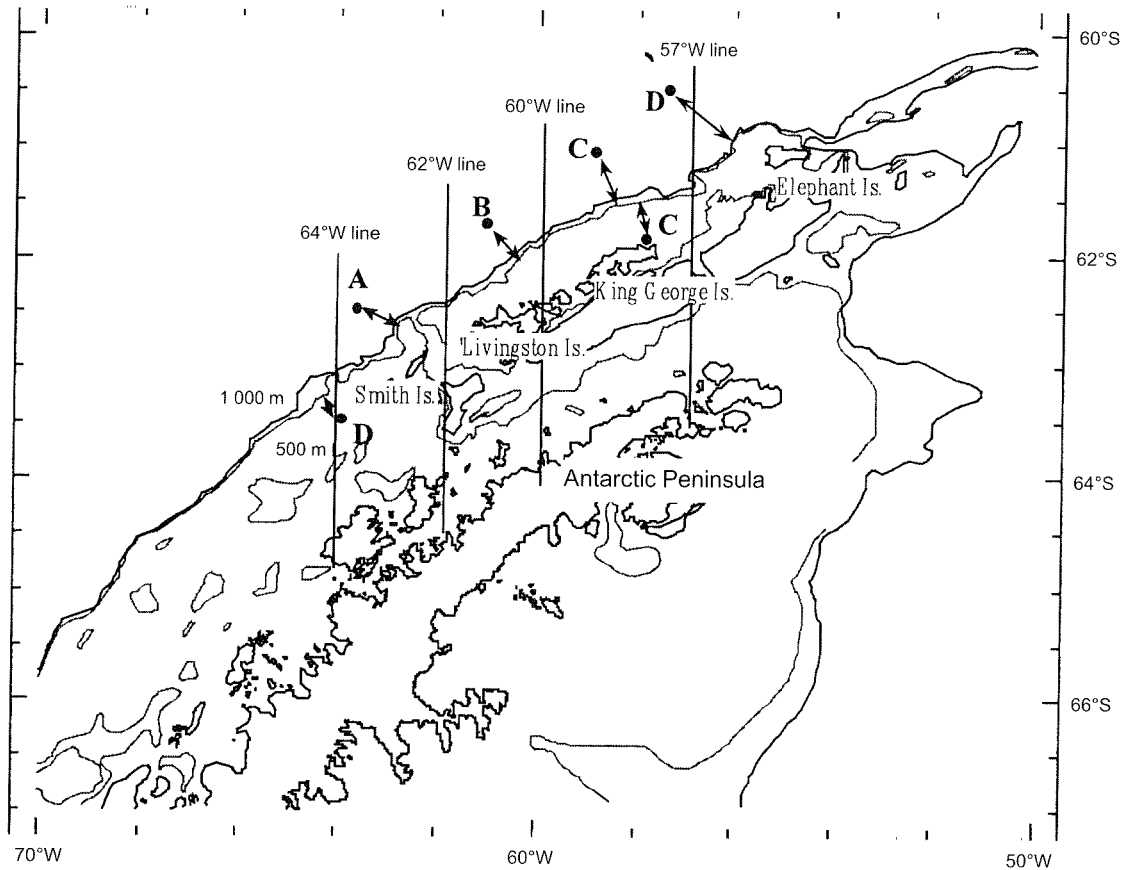 60°S
57°W line
D
60°W line
C
62°W line
B
Elephant Is.
C
64°W line
62°S
A
King George Is.
Livingston Is.
1 000 m
Smith Is.
D
500 m
Antarctic Peninsula
64°S
66°S
70°W
60°W
50°W